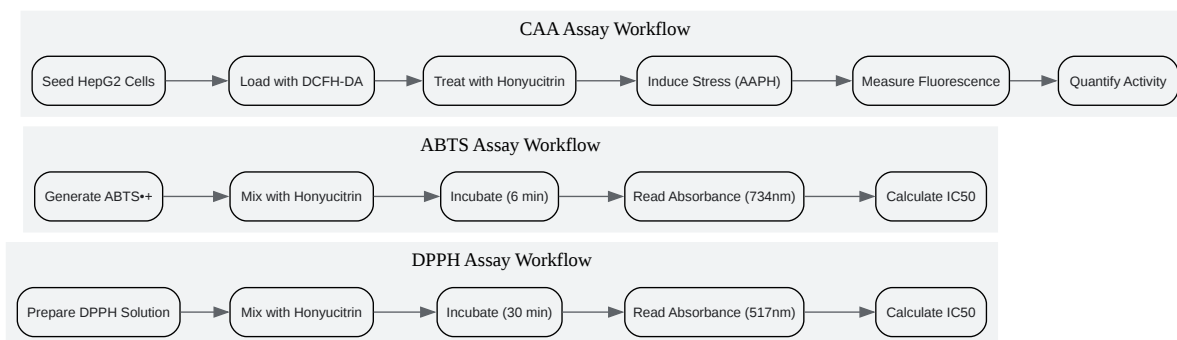 CAA Assay Workflow
Seed HepG2 Cells
Load with DCFH-DA
Treat with Honyucitrin
Induce Stress (AAPH)
Measure Fluorescence
Quantify Activity
ABTS Assay Workflow
Generate ABTS•+
Mix with Honyucitrin
Incubate (6 min)
Read Absorbance (734nm)
Calculate IC50
DPPH Assay Workflow
Prepare DPPH Solution
Mix with Honyucitrin
Incubate (30 min)
Read Absorbance (517nm)
Calculate IC50